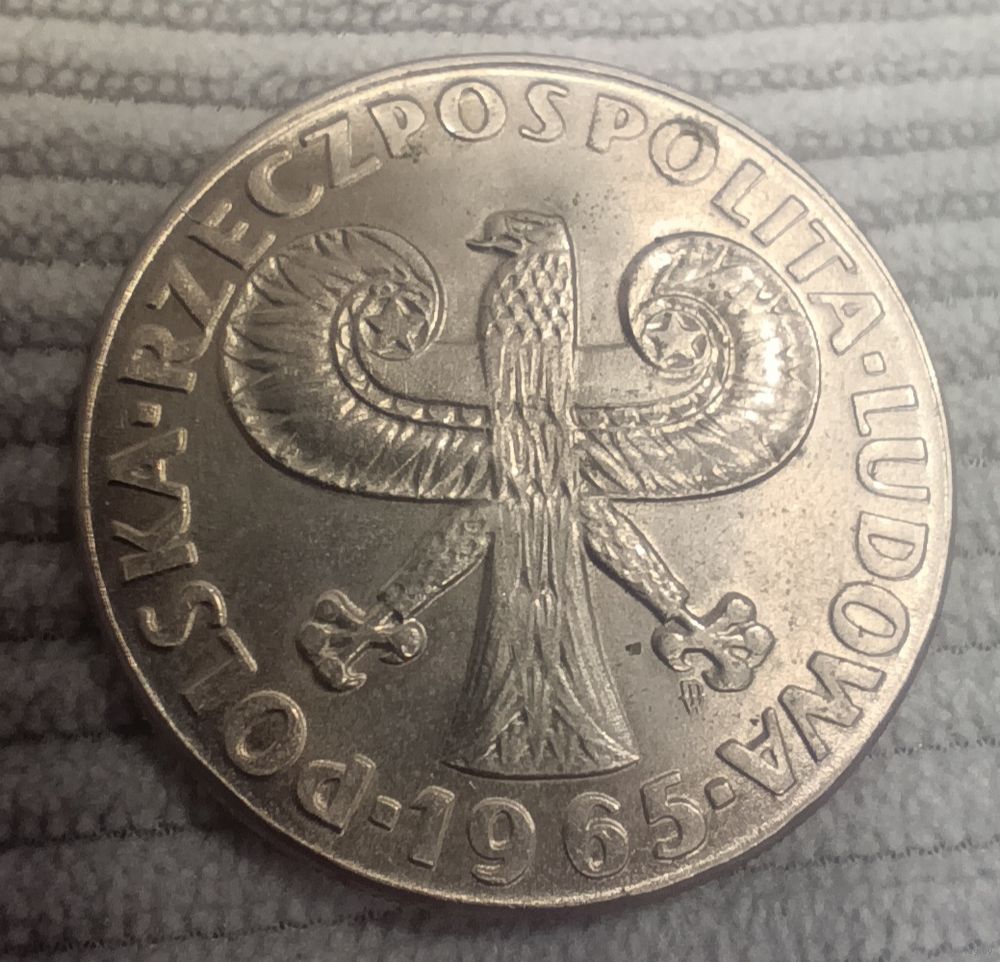 POLSKA · RZECZPOSPOLITA · LUDOWA ·
1965 ·